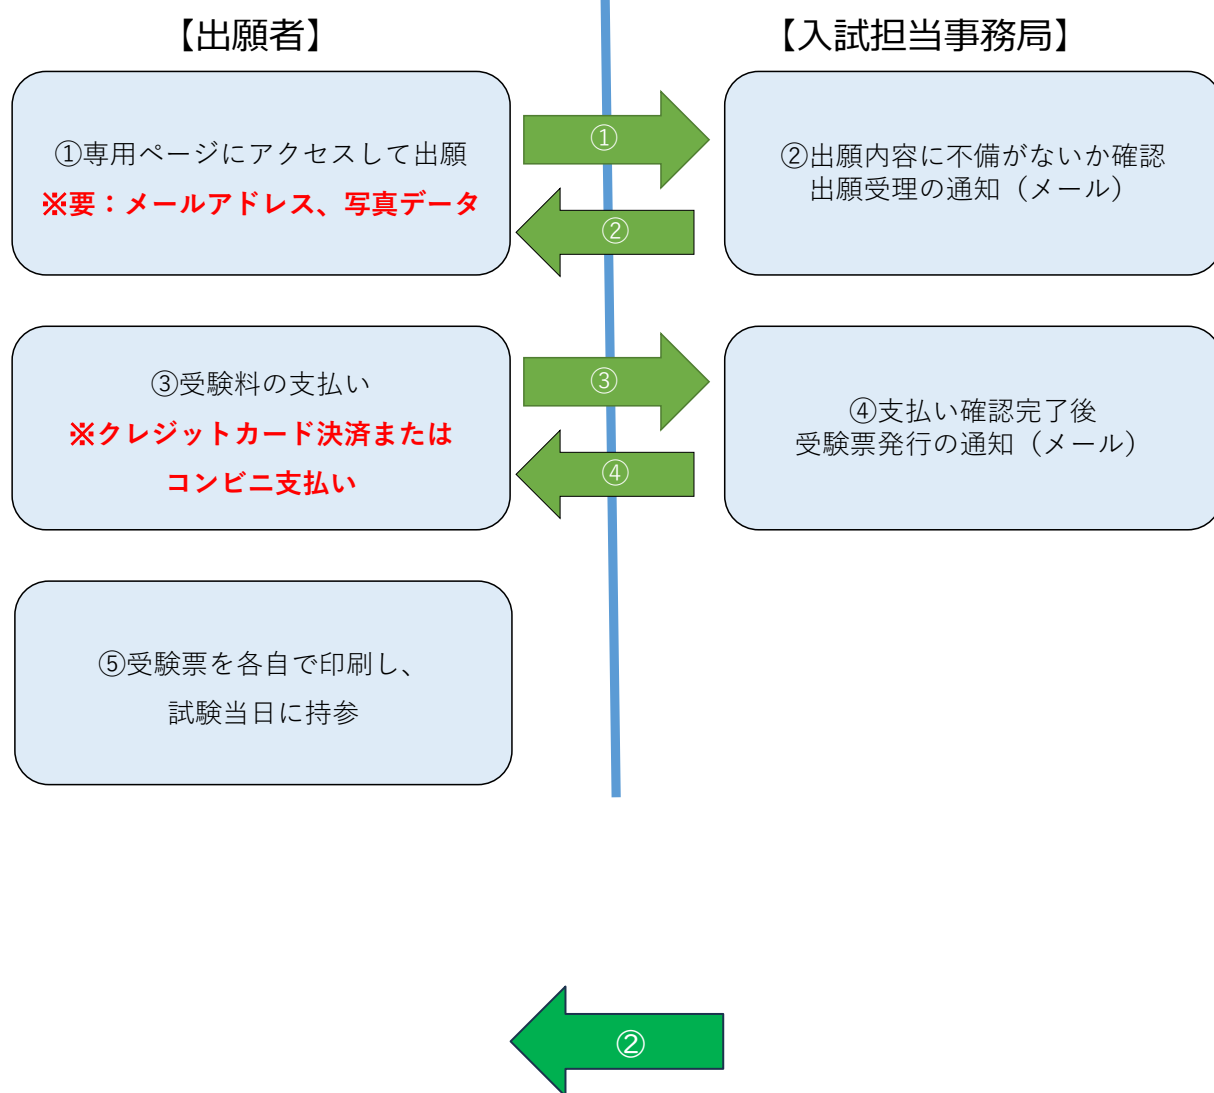 【出願者】
【入試担当事務局】
①専用ページにアクセスして出願
※要：メールアドレス、写真データ
①
②
②出願内容に不備がないか確認
出願受理の通知（メール）
③受験料の支払い
※クレジットカード決済または
コンビニ支払い
③
④
④支払い確認完了後
受験票発行の通知（メール）
⑤受験票を各自で印刷し、
試験当日に持参
②